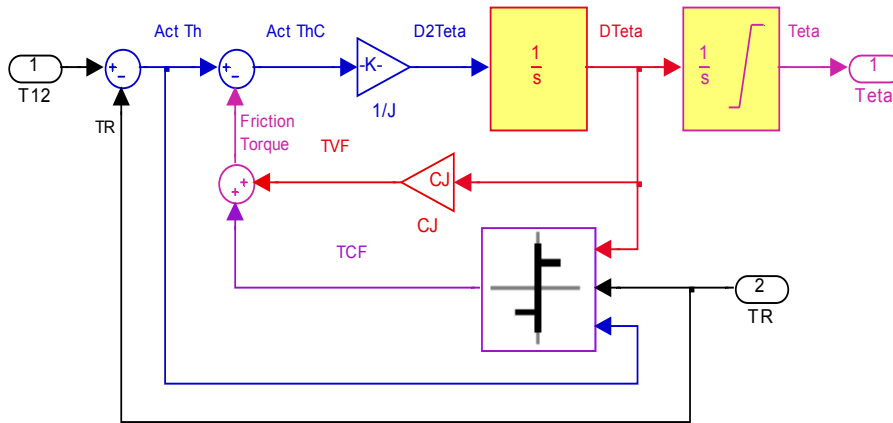 Act Th
Act ThC
D2Teta
DTeta
Teta
1
T12
+
−
+
−
-K-
1/J
1
s
1
s
1
Teta
TR
Friction
Torque
TVF
+
+
CJ
CJ
TCF
2
TR